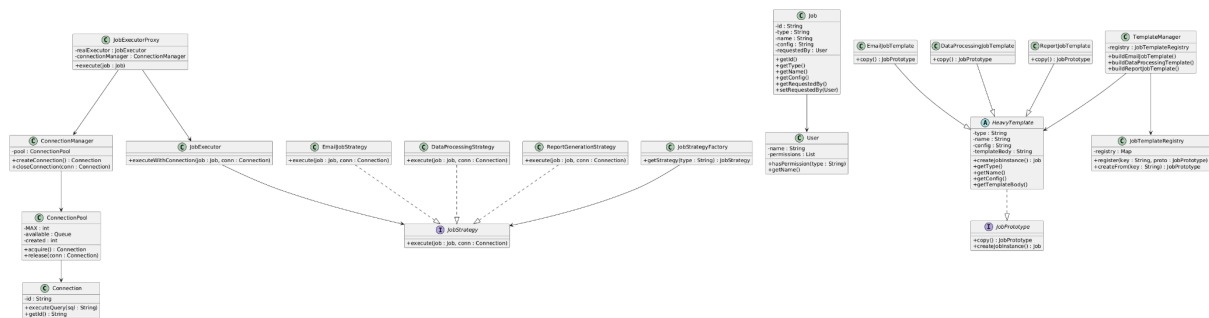 C JobExecutorProxy
-realExecutor : JobExecutor
-connectionManager : ConnectionManager
+execute(job : Job)
C ConnectionManager
-pool : ConnectionPool
+createConnection() : Connection
+closeConnection(conn : Connection)
C ConnectionPool
-MAX : int
-available : Queue
-created : int
+acquire() : Connection
+release(conn : Connection)
C Connection
-id : String
+executeQuery(sql : String)
+getId() : String
C JobExecutor
+executeWithConnection(job : Job, conn : Connection)
C EmailJobStrategy
+execute(job : Job, conn : Connection)
C DataProcessingStrategy
+execute(job : Job, conn : Connection)
C ReportGenerationStrategy
+execute(job : Job, conn : Connection)
C JobStrategyFactory
+getStrategy(type : String) : JobStrategy
I JobStrategy
+execute(job : Job, conn : Connection)
C Job
-id : String
-type : String
-name : String
-config : String
-requestedBy : User
+getId()
+getType()
+getName()
+getConfig()
+getRequestedBy()
+setRequestedBy(User)
C User
-name : String
-permissions : List
+hasPermission(type : String)
+getName()
C EmailJobTemplate
+copy() : JobPrototype
C DataProcessingJobTemplate
+copy() : JobPrototype
C ReportJobTemplate
+copy() : JobPrototype
C TemplateManager
-registry : JobTemplateRegistry
+buildEmailJobTemplate()
+buildDataProcessingTemplate()
+buildReportJobTemplate()
A HeavyTemplate
-type : String
-name : String
-config : String
-templateBody : String
+createJobInstance() : Job
+getType()
+getName()
+getConfig()
+getTemplateBody()
C JobTemplateRegistry
-registry : Map
+register(key : String, proto : JobPrototype)
+createFrom(key : String) : JobPrototype
I JobPrototype
+copy() : JobPrototype
+createJobInstance() : Job